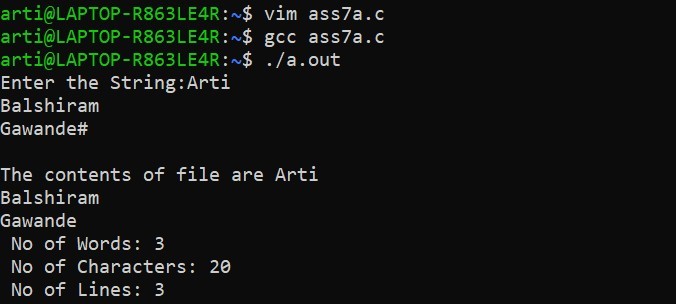 arti@LAPTOP-R863LE4R:~$ vim ass7a.c
arti@LAPTOP-R863LE4R:~$ gcc ass7a.c
arti@LAPTOP-R863LE4R:~$ ./a.out
Enter the String:Arti
Balshiram
Gawande#

The contents of file are Arti
Balshiram
Gawande
 No of Words: 3
 No of Characters: 20
 No of Lines: 3